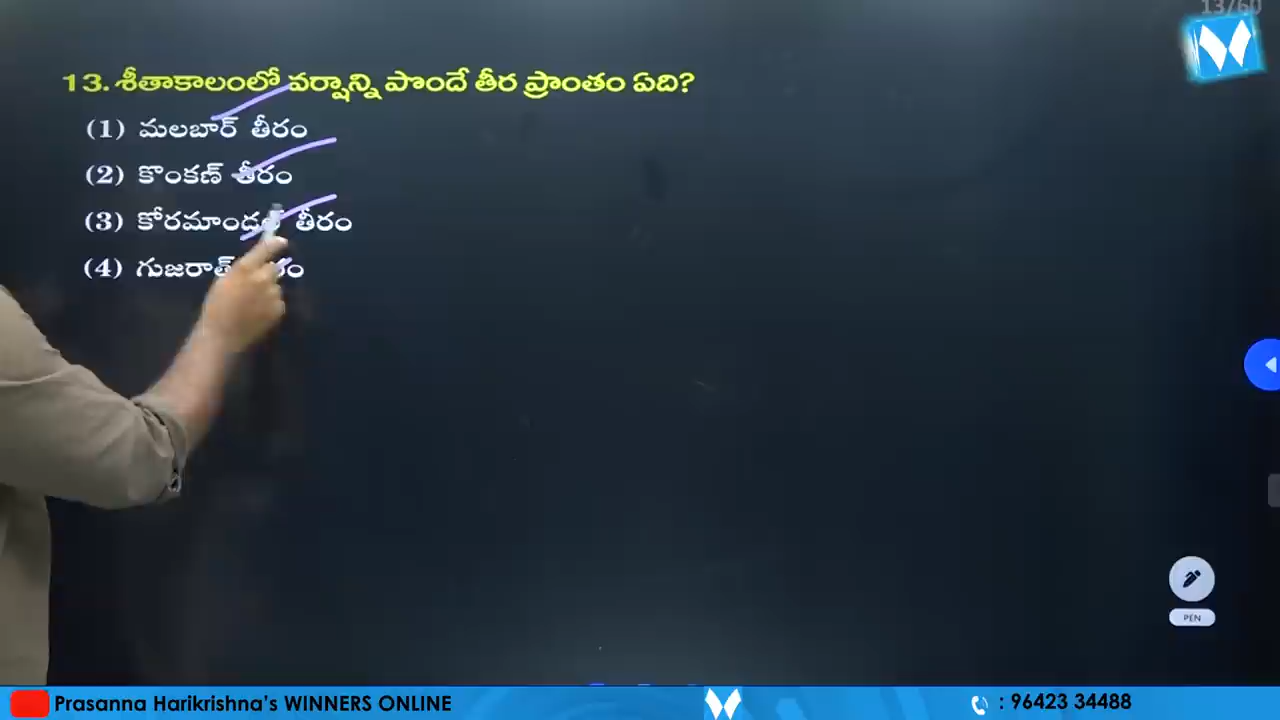 13/60
13. శీతాకాలంలో వర్షాన్ని పొందే తీర ప్రాంతం ఏది?
(1) మలబార్ తీరం
(2) కొంకణ్ తీరం
(3) కోరమాండల్ తీరం
(4) గుజరాత్
PEN
Prasanna Harikrishna's WINNERS ONLINE
: 96423 34488